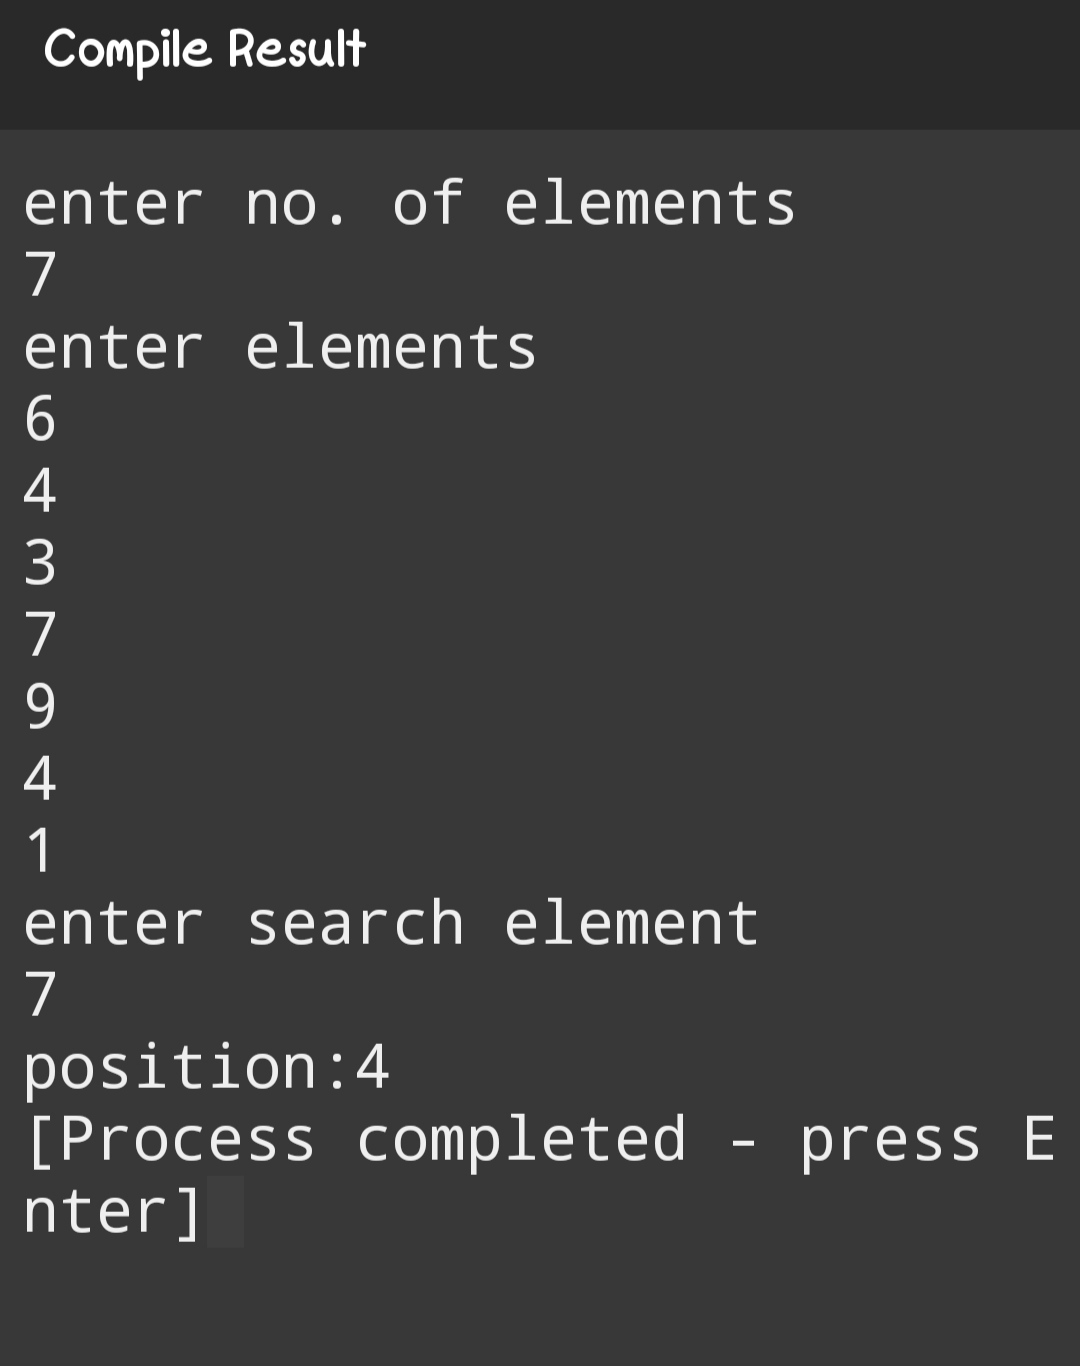 Compile Result
enter no. of elements
7
enter elements
6
4
3
7
9
4
1
enter search element
7
position:4
[Process completed - press E
nter]